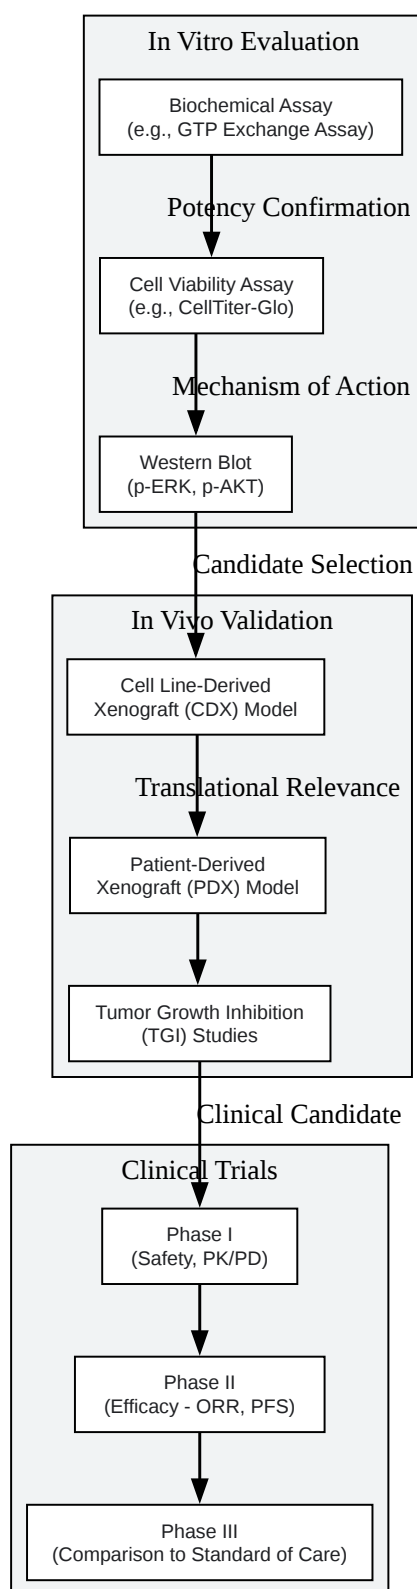 In Vitro Evaluation
Biochemical Assay
(e.g., GTP Exchange Assay)
Potency Confirmation
Cell Viability Assay
(e.g., CellTiter-Glo)
Mechanism of Action
Western Blot
(p-ERK, p-AKT)
Candidate Selection
In Vivo Validation
Cell Line-Derived
Xenograft (CDX) Model
Translational Relevance
Patient-Derived
Xenograft (PDX) Model
Tumor Growth Inhibition
(TGI) Studies
Clinical Candidate
Clinical Trials
Phase I
(Safety, PK/PD)
Phase II
(Efficacy - ORR, PFS)
Phase III
(Comparison to Standard of Care)